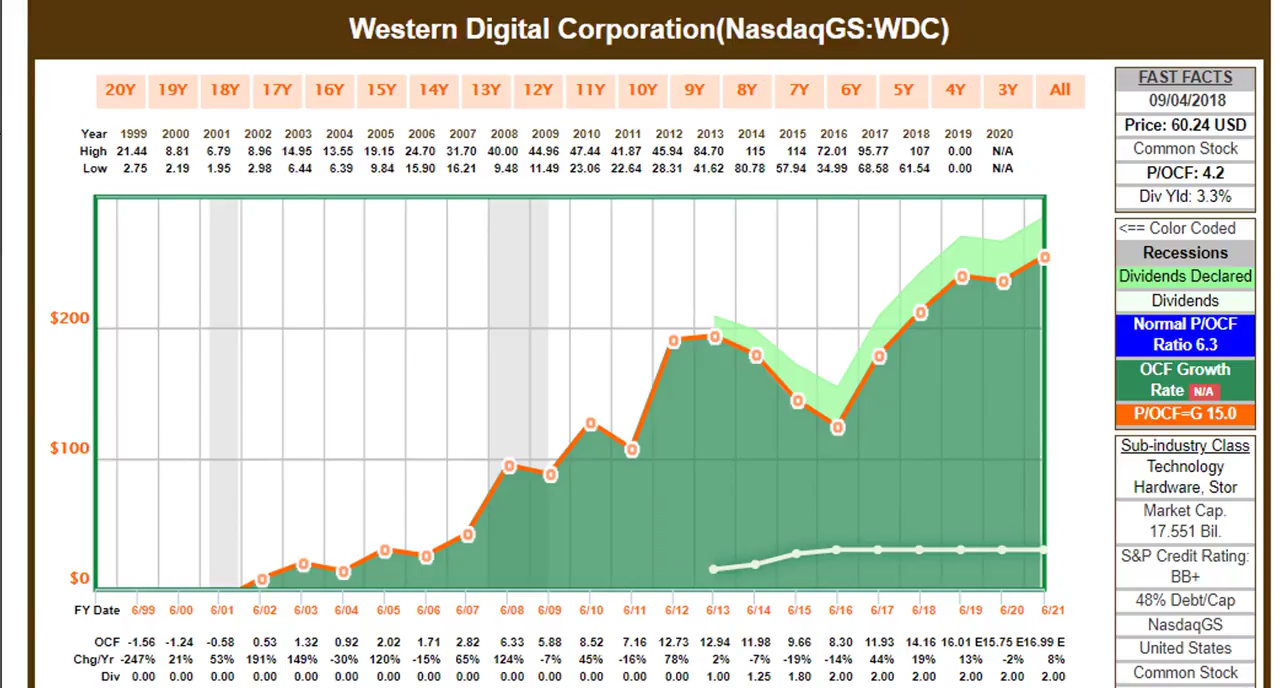 Western Digital Corporation(NasdaqGS:WDC)
20Y 19Y 18Y 17Y 16Y 15Y 14Y 13Y 12Y 11Y 10Y 9Y 8Y 7Y 6Y 5Y 4Y 3Y All
Year 1999 2000 2001 2002 2003 2004 2005 2006 2007 2008 2009 2010 2011 2012 2013 2014 2015 2016 2017 2018 2019 2020
High 21.44 8.81 6.79 8.96 14.95 13.55 19.15 24.70 31.70 40.00 44.96 47.44 41.87 45.94 84.70 115 114 72.01 95.77 107 0.00 N/A
Low 2.75 2.19 1.95 2.98 6.44 6.39 9.84 15.90 16.21 9.48 11.49 23.06 22.64 28.31 41.62 80.78 57.94 34.99 68.58 61.54 0.00 N/A
$200
$100
$0
FY Date 6/99 6/00 6/01 6/02 6/03 6/04 6/05 6/06 6/07 6/08 6/09 6/10 6/11 6/12 6/13 6/14 6/15 6/16 6/17 6/18 6/19 6/20 6/21
OCF -1.56 -1.24 -0.58 0.53 1.32 0.92 2.02 1.71 2.82 6.33 5.88 8.52 7.16 12.73 12.94 11.98 9.66 8.30 11.93 14.16 16.01 E15.75 E16.99 E
Chg/Yr -247% 21% 53% 191% 149% -30% 120% -15% 65% 124% -7% 45% -16% 78% 2% -7% -19% -14% 44% 19% 13% -2% 8%
Div 0.00 0.00 0.00 0.00 0.00 0.00 0.00 0.00 0.00 0.00 0.00 0.00 0.00 0.00 1.00 1.25 1.80 2.00 2.00 2.00 2.00 2.00 2.00
FAST FACTS
09/04/2018
Price: 60.24 USD
Common Stock
P/OCF: 4.2
Div Yld: 3.3%
<== Color Coded
Recessions
Dividends Declared
Dividends
Normal P/OCF
Ratio 6.3
OCF Growth
Rate N/A
P/OCF=G 15.0
Sub-industry Class
Technology
Hardware, Stor
Market Cap.
17.551 Bil.
S&P Credit Rating:
BB+
48% Debt/Cap
NasdaqGS
United States
Common Stock